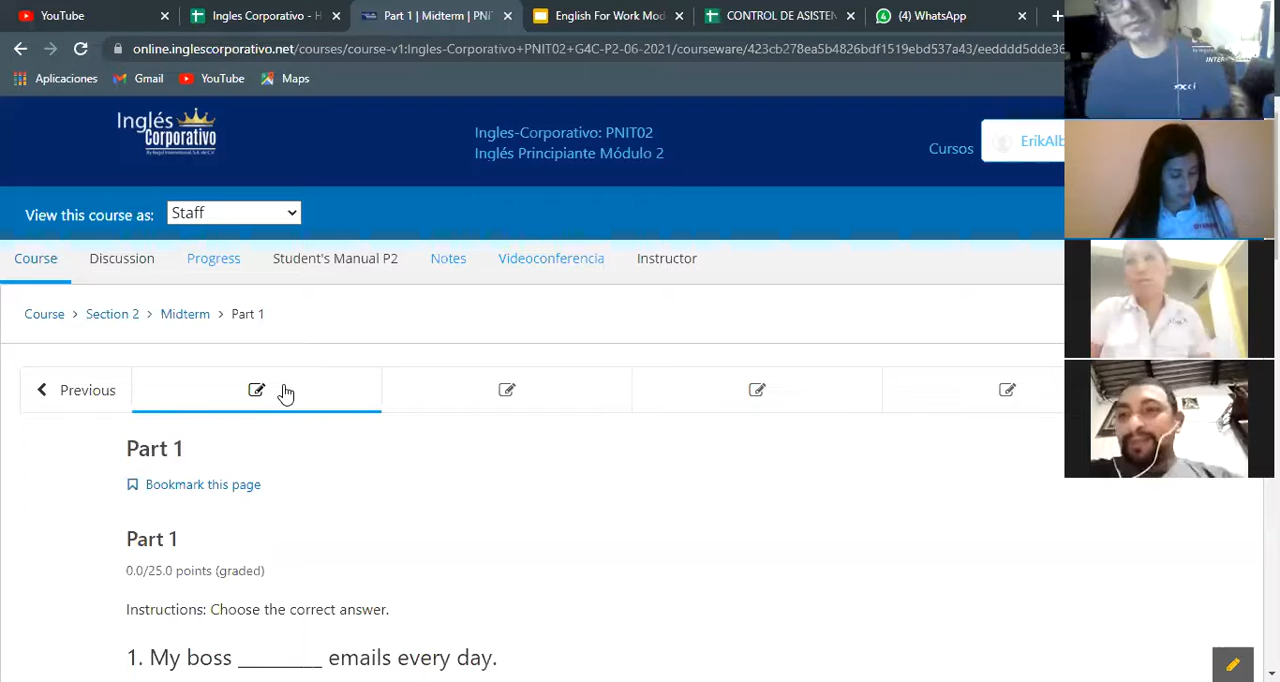 YouTube
Ingles Corporativo - H
Part 1 | Midterm | PNI
English For Work Mod
CONTROL DE ASISTEN
(4) WhatsApp
online.inglescorporativo.net/courses/course-v1:Ingles-Corporativo+PNIT02+G4C-P2-06-2021/courseware/423cb278ea5b4826bdf1519ebd537a43/eedddd5dde36
Aplicaciones
Gmail
YouTube
Maps
Inglés
Corporativo
Ingles-Corporativo: PNIT02
Inglés Principiante Módulo 2
Cursos
ErikAlb
View this course as:
Staff
Course
Discussion
Progress
Student's Manual P2
Notes
Videoconferencia
Instructor
Course > Section 2 > Midterm > Part 1
Previous
Part 1
Bookmark this page
Part 1
0.0/25.0 points (graded)
Instructions: Choose the correct answer.
1. My boss ________ emails every day.